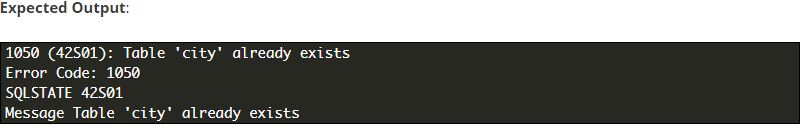 Expected Output:
1050 (42S01): Table 'city' already exists
Error Code: 1050
SQLSTATE 42S01
Message Table 'city' already exists